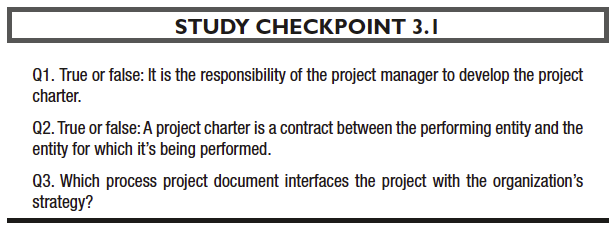 STUDY CHECKPOINT 3.1
Q1. True or false: It is the responsibility of the project manager to develop the project
charter.
Q2. True or false: A project charter is a contract between the performing entity and the
entity for which it's being performed.
Q3. Which process project document interfaces the project with the organization's
strategy?